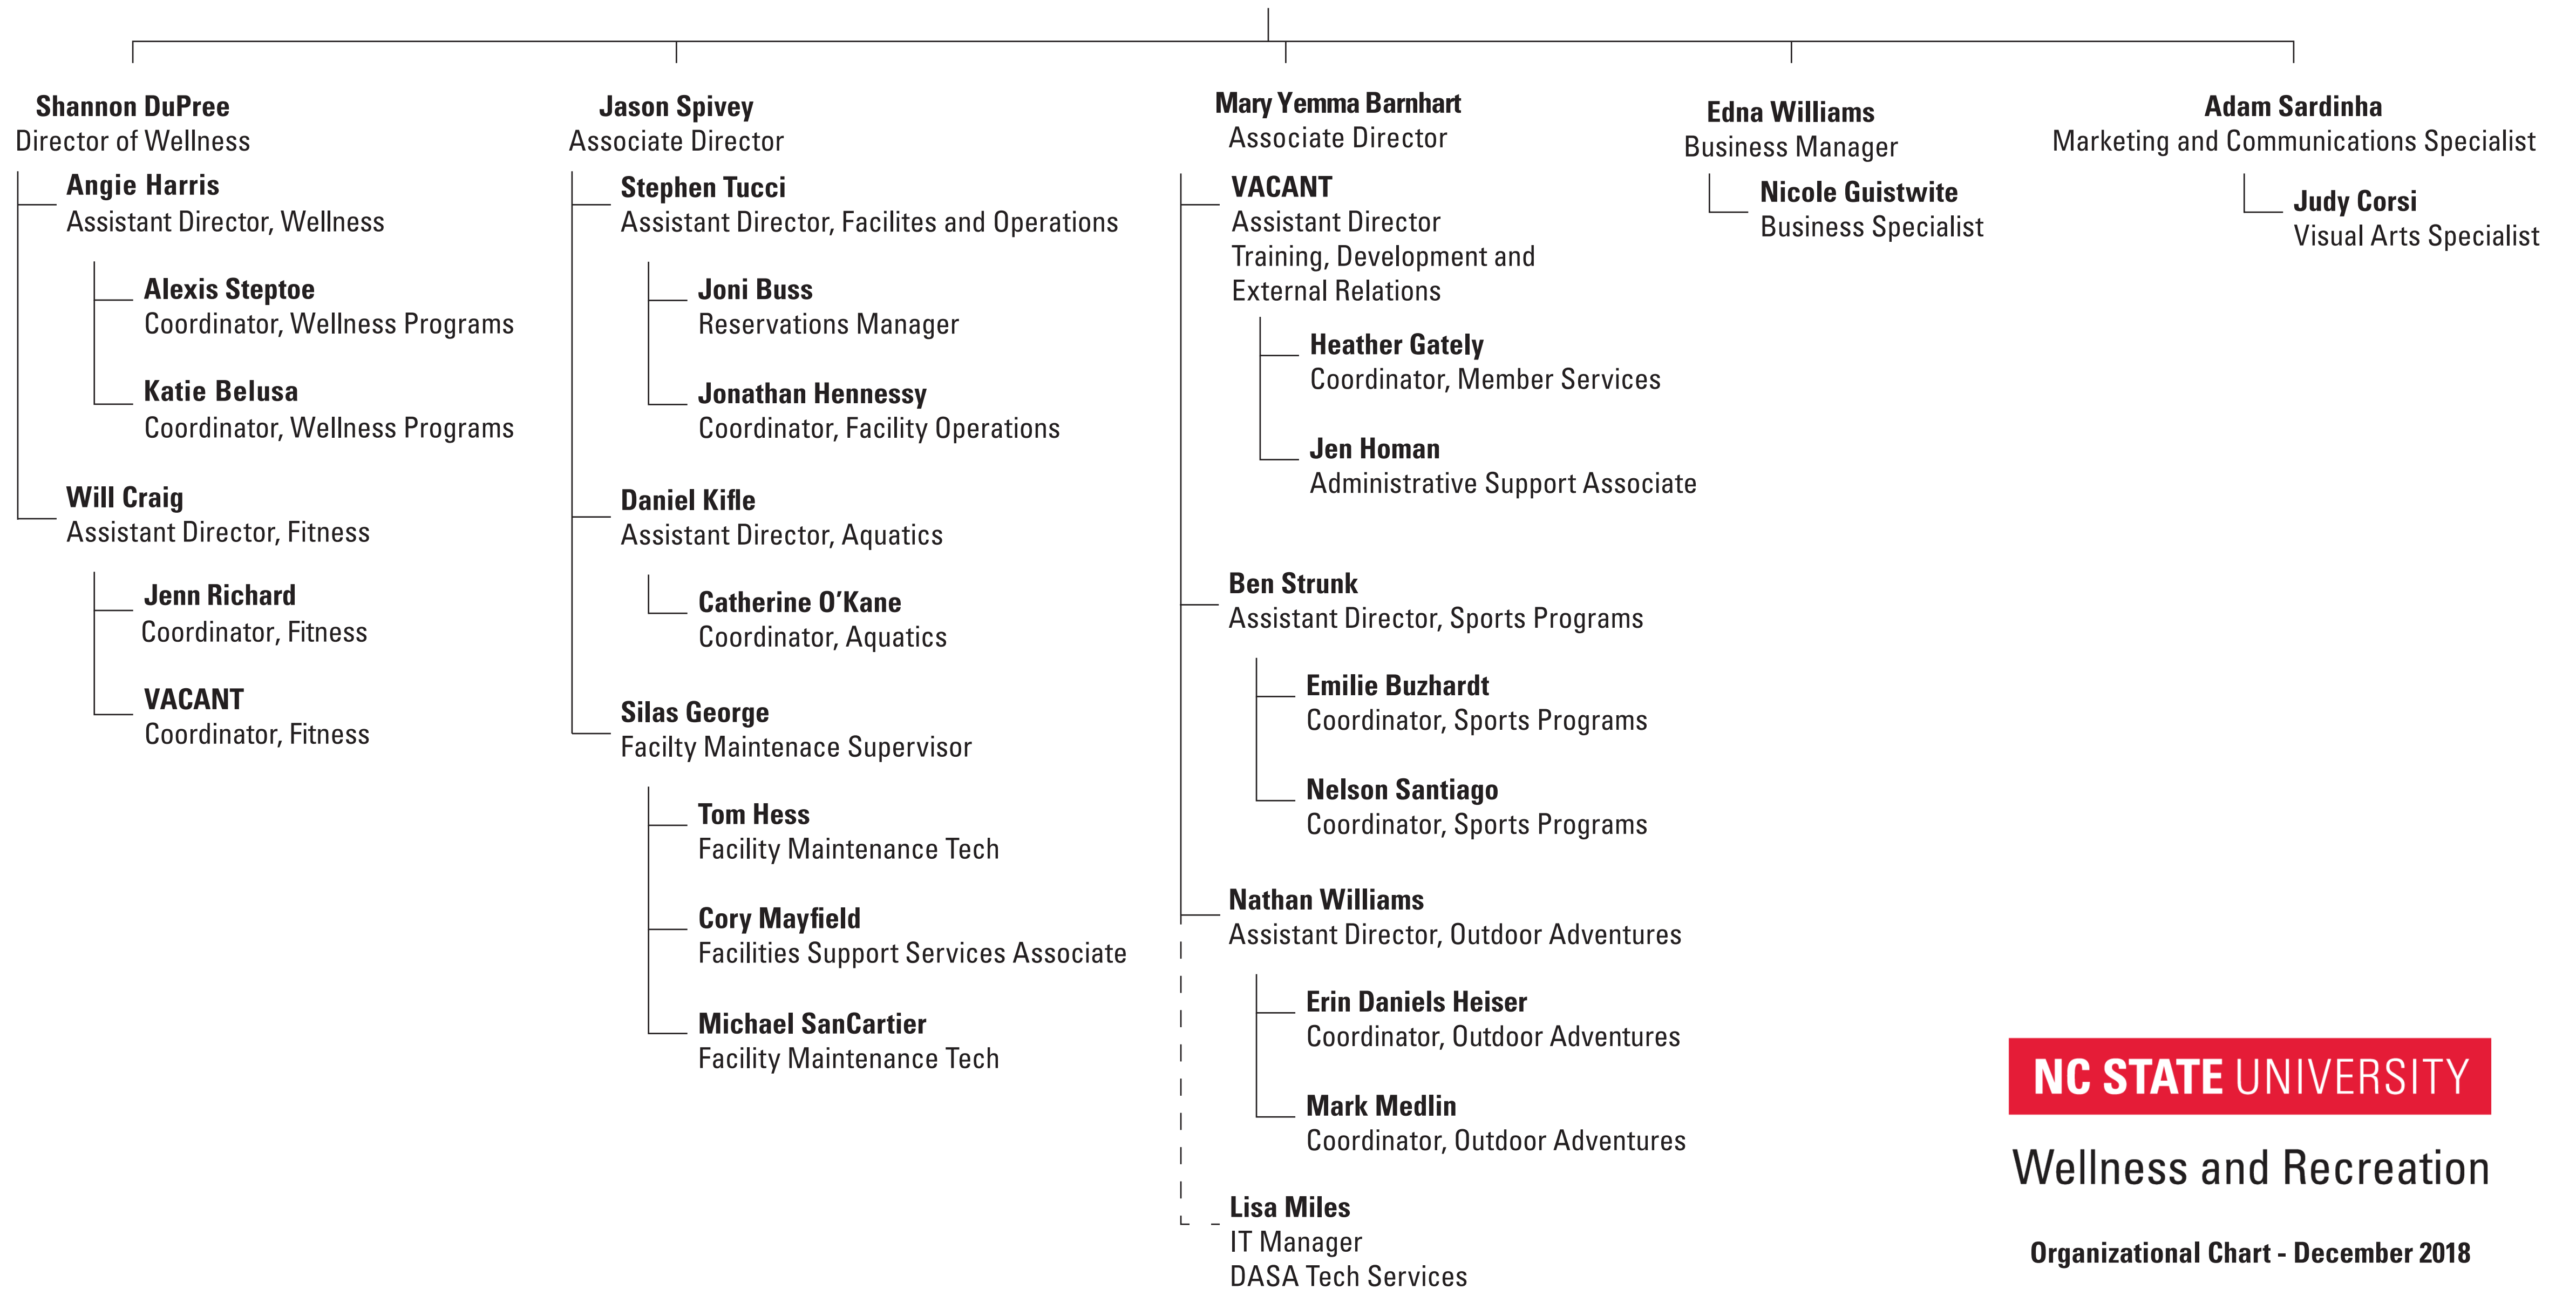 Shannon DuPree
Director of Wellness
Angie Harris
Assistant Director, Wellness
Alexis Steptoe
Coordinator, Wellness Programs
Katie Belusa
Coordinator, Wellness Programs
Will Craig
Assistant Director, Fitness
Jenn Richard
Coordinator, Fitness
VACANT
Coordinator, Fitness
Jason Spivey
Associate Director
Stephen Tucci
Assistant Director, Facilites and Operations
Joni Buss
Reservations Manager
Jonathan Hennessy
Coordinator, Facility Operations
Daniel Kifle
Assistant Director, Aquatics
Catherine O’Kane
Coordinator, Aquatics
Silas George
Facilty Maintenace Supervisor
Tom Hess
Facility Maintenance Tech
Cory Mayfield
Facilities Support Services Associate
Michael SanCartier
Facility Maintenance Tech
Mary Yemma Barnhart
Associate Director
VACANT
Assistant Director
Training, Development and
External Relations
Heather Gately
Coordinator, Member Services
Jen Homan
Administrative Support Associate
Ben Strunk
Assistant Director, Sports Programs
Emilie Buzhardt
Coordinator, Sports Programs
Nelson Santiago
Coordinator, Sports Programs
Nathan Williams
Assistant Director, Outdoor Adventures
Erin Daniels Heiser
Coordinator, Outdoor Adventures
Mark Medlin
Coordinator, Outdoor Adventures
Lisa Miles
IT Manager
DASA Tech Services
Edna Williams
Business Manager
Nicole Guistwite
Business Specialist
Adam Sardinha
Marketing and Communications Specialist
Judy Corsi
Visual Arts Specialist
NC STATE UNIVERSITY
Wellness and Recreation
Organizational Chart - December 2018